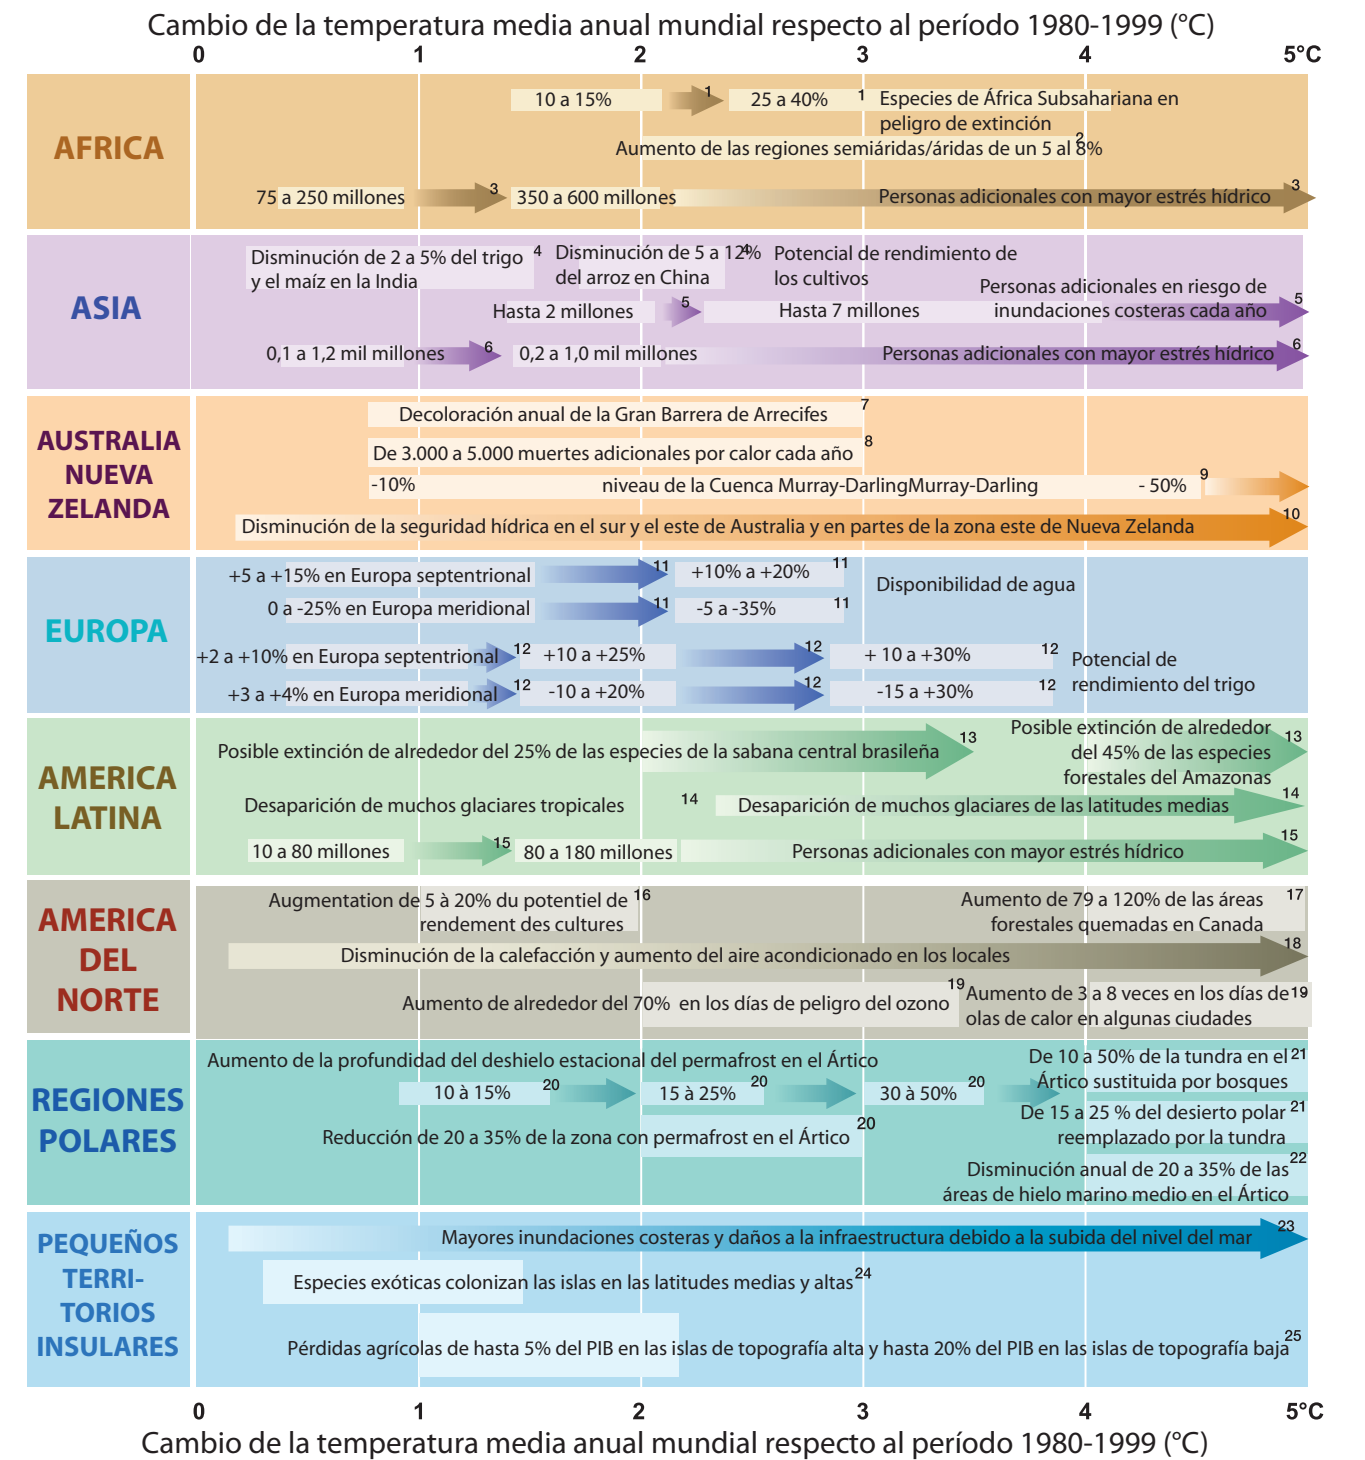 Cambio de la temperatura media anual mundial respecto al período 1980-1999 (°C)
0 1 2 3 4 5°C
AFRICA
10 a 15% 1 25 a 40% 1 Especies de África Subsahariana en
peligro de extinción
2
Aumento de las regiones semiáridas/áridas de un 5 al 8%
75 a 250 millones 3 350 a 600 millones Personas adicionales con mayor estrés hídrico 3
ASIA
Disminución de 2 a 5% del trigo 4
y el maíz en la India
Disminución de 5 a 12% 4
del arroz en China
Potencial de rendimiento de
los cultivos
Personas adicionales en riesgo de
inundaciones costeras cada año 5
Hasta 2 millones 5 Hasta 7 millones
0,1 a 1,2 mil millones 6 0,2 a 1,0 mil millones Personas adicionales con mayor estrés hídrico 6
AUSTRALIA
NUEVA
ZELANDA
Decoloración anual de la Gran Barrera de Arrecifes 7
De 3.000 a 5.000 muertes adicionales por calor cada año 8
-10% niveau de la Cuenca Murray-DarlingMurray-Darling - 50% 9
Disminución de la seguridad hídrica en el sur y el este de Australia y en partes de la zona este de Nueva Zelanda 10
EUROPA
+5 a +15% en Europa septentrional 11 +10% a +20% 11
Disponibilidad de agua
0 a -25% en Europa meridional 11 -5 a -35% 11
+2 a +10% en Europa septentrional 12 +10 a +25% 12 + 10 a +30% 12
Potencial de
rendimiento del trigo
+3 a +4% en Europa meridional 12 -10 a +20% 12 -15 a +30% 12
AMERICA
LATINA
Posible extinción de alrededor del 25% de las especies de la sabana central brasileña 13
Posible extinción de alrededor
del 45% de las especies
forestales del Amazonas 13
Desaparición de muchos glaciares tropicales 14 Desaparición de muchos glaciares de las latitudes medias 14
10 a 80 millones 15 80 a 180 millones Personas adicionales con mayor estrés hídrico 15
AMERICA
DEL
NORTE
Augmentation de 5 à 20% du potentiel de 16
rendement des cultures
Aumento de 79 a 120% de las áreas 17
forestales quemadas en Canada
Disminución de la calefacción y aumento del aire acondicionado en los locales 18
Aumento de alrededor del 70% en los días de peligro del ozono 19
Aumento de 3 a 8 veces en los días de 19
olas de calor en algunas ciudades
REGIONES
POLARES
Aumento de la profundidad del deshielo estacional del permafrost en el Ártico
10 à 15% 20 15 à 25% 20 30 à 50% 20
De 10 a 50% de la tundra en el 21
Ártico sustituida por bosques
De 15 a 25 % del desierto polar 21
reemplazado por la tundra
Reducción de 20 a 35% de la zona con permafrost en el Ártico 20
Disminución anual de 20 a 35% de las 22
áreas de hielo marino medio en el Ártico
PEQUEÑOS
TERRI-
TORIOS
INSULARES
Mayores inundaciones costeras y daños a la infraestructura debido a la subida del nivel del mar 23
Especies exóticas colonizan las islas en las latitudes medias y altas 24
Pérdidas agrícolas de hasta 5% del PIB en las islas de topografía alta y hasta 20% del PIB en las islas de topografía baja 25
0 1 2 3 4 5°C
Cambio de la temperatura media anual mundial respecto al período 1980-1999 (°C)